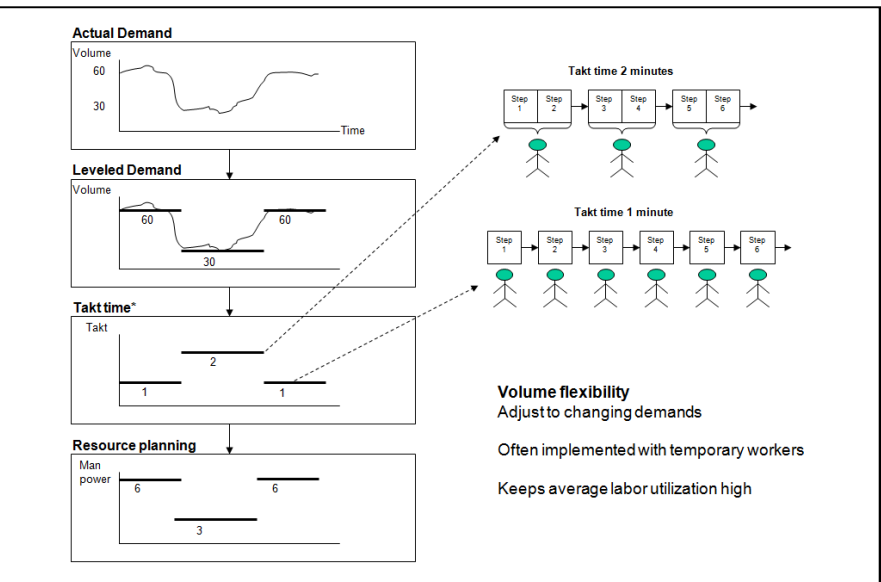 Actual Demand
Volume
60
30
Time
Leveled Demand
Volume
60
60
30
Takt time*
Takt
2
1
1
Resource planning
Man
power
6
6
3
Takt time 2 minutes
Step
1
Step
2
Step
3
Step
4
Step
5
Step
6
Takt time 1 minute
Step
1
Step
2
Step
3
Step
4
Step
5
Step
6
Volume flexibility
Adjust to changing demands
Often implemented with temporary workers
Keeps average labor utilization high